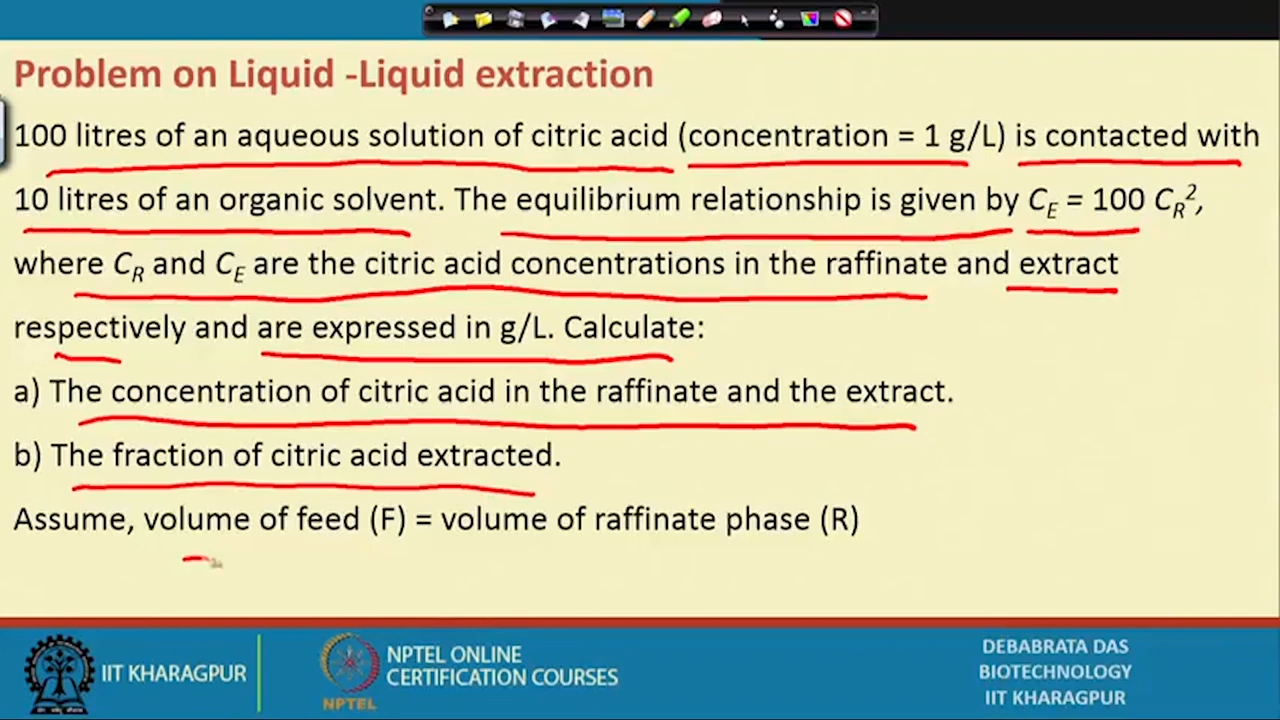 Problem on Liquid -Liquid extraction
100 litres of an aqueous solution of citric acid (concentration = 1 g/L) is contacted with
10 litres of an organic solvent. The equilibrium relationship is given by C_E = 100 C_R², 
where C_R and C_E are the citric acid concentrations in the raffinate and extract
respectively and are expressed in g/L. Calculate:
a) The concentration of citric acid in the raffinate and the extract.
b) The fraction of citric acid extracted.
Assume, volume of feed (F) = volume of raffinate phase (R)
IIT KHARAGPUR
NPTEL
NPTEL ONLINE
CERTIFICATION COURSES
DEBABRATA DAS
BIOTECHNOLOGY
IIT KHARAGPUR